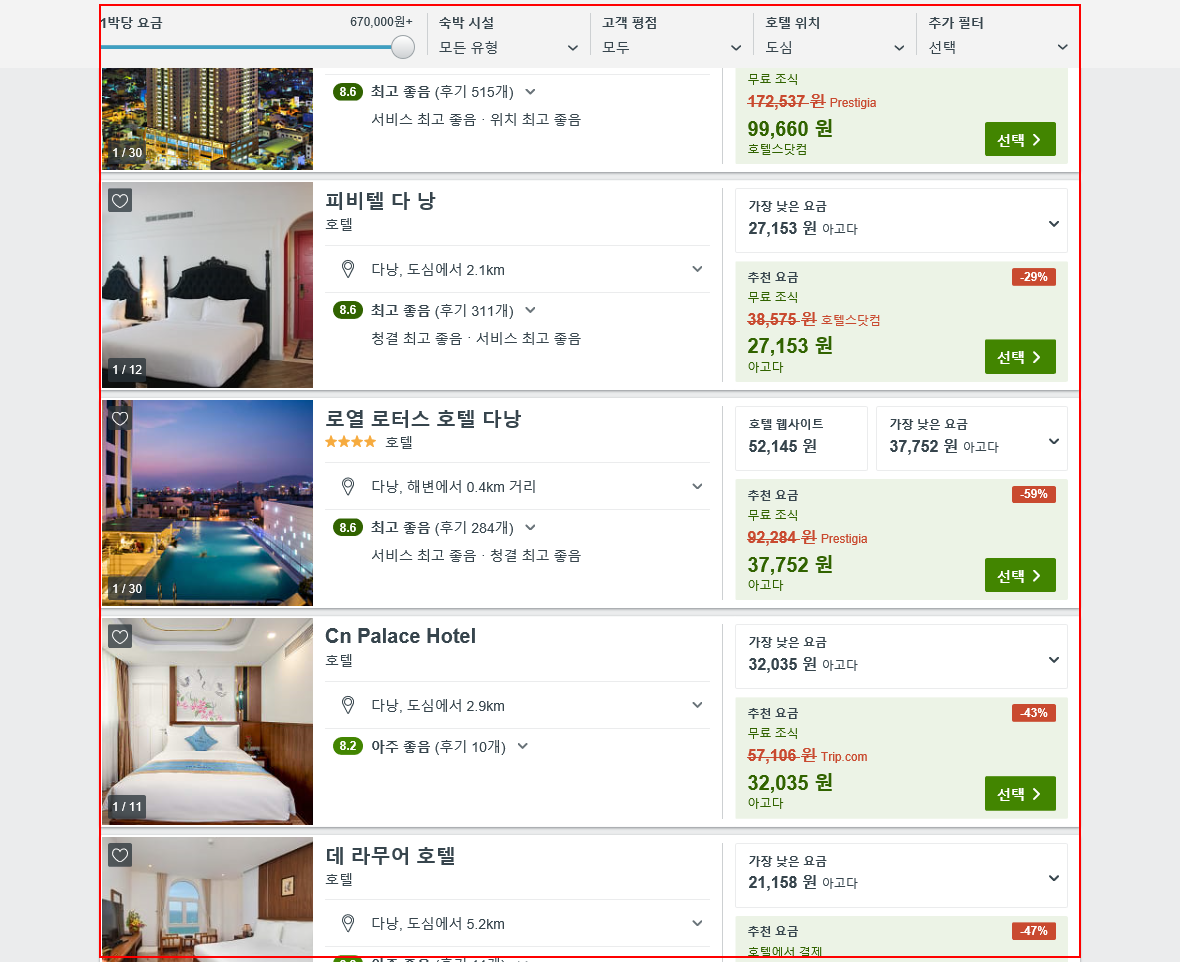 1박당 요금
670,000원+
숙박 시설
모든 유형
고객 평점
모두
호텔 위치
도심
추가 필터
선택
1 / 30
8.6 최고 좋음 (후기 515개)
서비스 최고 좋음 · 위치 최고 좋음
무료 조식
172,537 원 Prestigia
99,660 원
호텔스닷컴
선택
피비텔 다 낭
호텔
다낭, 도심에서 2.1km
8.6 최고 좋음 (후기 311개)
청결 최고 좋음 · 서비스 최고 좋음
1 / 12
가장 낮은 요금
27,153 원 아고다
추천 요금
-29%
무료 조식
38,575 원 호텔스닷컴
27,153 원
아고다
선택
로열 로터스 호텔 다낭
호텔
다낭, 해변에서 0.4km 거리
8.6 최고 좋음 (후기 284개)
서비스 최고 좋음 · 청결 최고 좋음
1 / 30
호텔 웹사이트
52,145 원
가장 낮은 요금
37,752 원 아고다
추천 요금
-59%
무료 조식
92,284 원 Prestigia
37,752 원
아고다
선택
Cn Palace Hotel
호텔
다낭, 도심에서 2.9km
8.2 아주 좋음 (후기 10개)
1 / 11
가장 낮은 요금
32,035 원 아고다
추천 요금
-43%
무료 조식
57,106 원 Trip.com
32,035 원
아고다
선택
데 라무어 호텔
호텔
다낭, 도심에서 5.2km
가장 낮은 요금
21,158 원 아고다
추천 요금
-47%
호텔에서 결제